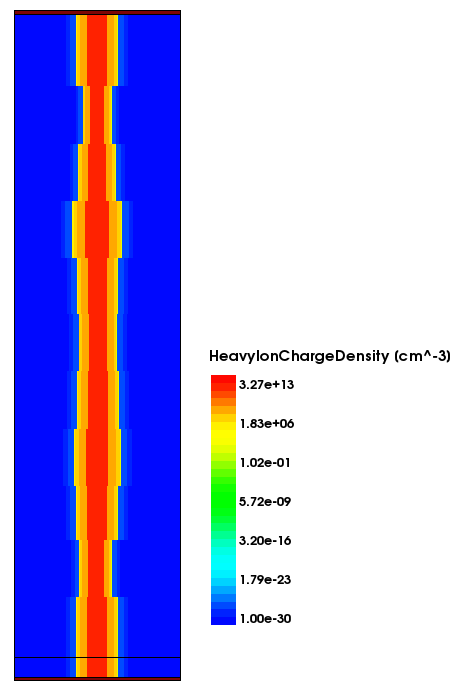 HeavyIonChargeDensity (cm^-3)
3.27e+13
1.83e+06
1.02e-01
5.72e-09
3.20e-16
1.79e-23
1.00e-30